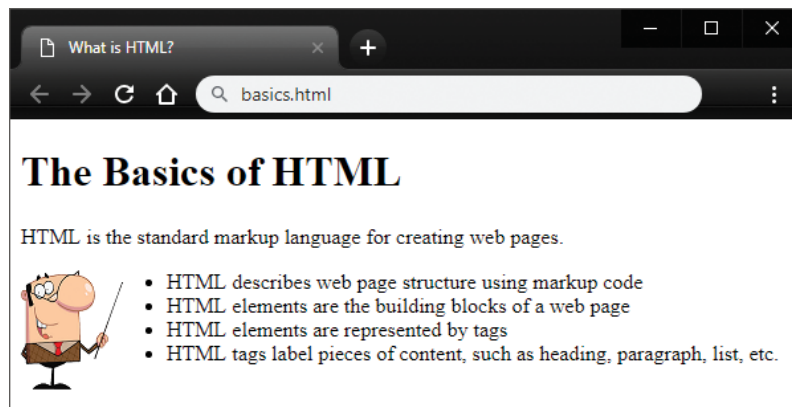 What is HTML?
basics.html
The Basics of HTML
HTML is the standard markup language for creating web pages.
HTML describes web page structure using markup code
HTML elements are the building blocks of a web page
HTML elements are represented by tags
HTML tags label pieces of content, such as heading, paragraph, list, etc.